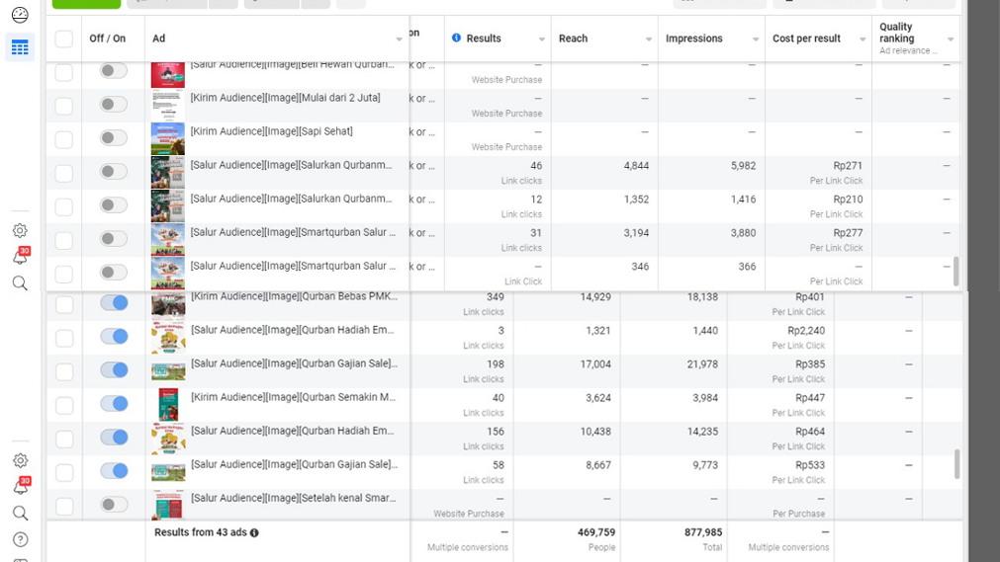 Off / On
Ad
on
Results
Reach
Impressions
Cost per result
Quality
ranking
Ad relevance ...
[Salur Audience][Image][Beli Hewan Qurban...
k or ...
—
—
—
—
—
Website Purchase
[Kirim Audience][Image][Mulai dari 2 Juta]
k or ...
—
—
—
—
—
Website Purchase
[Kirim Audience][Image][Sapi Sehat]
k or ...
—
—
—
—
—
Website Purchase
[Salur Audience][Image][Salurkan Qurbanm...
k or ...
46
4,844
5,982
Rp271
—
Link clicks
Per Link Click
[Salur Audience][Image][Salurkan Qurbanm...
k or ...
12
1,352
1,416
Rp210
—
Link clicks
Per Link Click
[Salur Audience][Image][Smartqurban Salur ...
k or ...
31
3,194
3,880
Rp277
—
Link clicks
Per Link Click
[Salur Audience][Image][Smartqurban Salur ...
k or ...
—
346
366
—
—
Link Click
Per Link Click
30
[Kirim Audience][Image][Qurban Bebas PMK...
349
14,929
18,138
Rp401
—
Link clicks
Per Link Click
[Kirim Audience][Image][Qurban Hadiah Em...
3
1,321
1,440
Rp2,240
—
Link clicks
Per Link Click
[Salur Audience][Image][Qurban Gajian Sale]...
198
17,004
21,978
Rp385
—
Link clicks
Per Link Click
[Kirim Audience][Image][Qurban Semakin M...
40
3,624
3,984
Rp447
—
Link clicks
Per Link Click
[Salur Audience][Image][Qurban Hadiah Em...
156
10,438
14,235
Rp464
—
Link clicks
Per Link Click
[Salur Audience][Image][Qurban Gajian Sale]...
58
8,667
9,773
Rp533
—
Link clicks
Per Link Click
30
[Salur Audience][Image][Setelah kenal Smar...
—
—
—
—
—
Website Purchase
Per Purchase
Results from 43 ads
—
469,759
877,985
—
Multiple conversions
People
Total
Multiple conversions